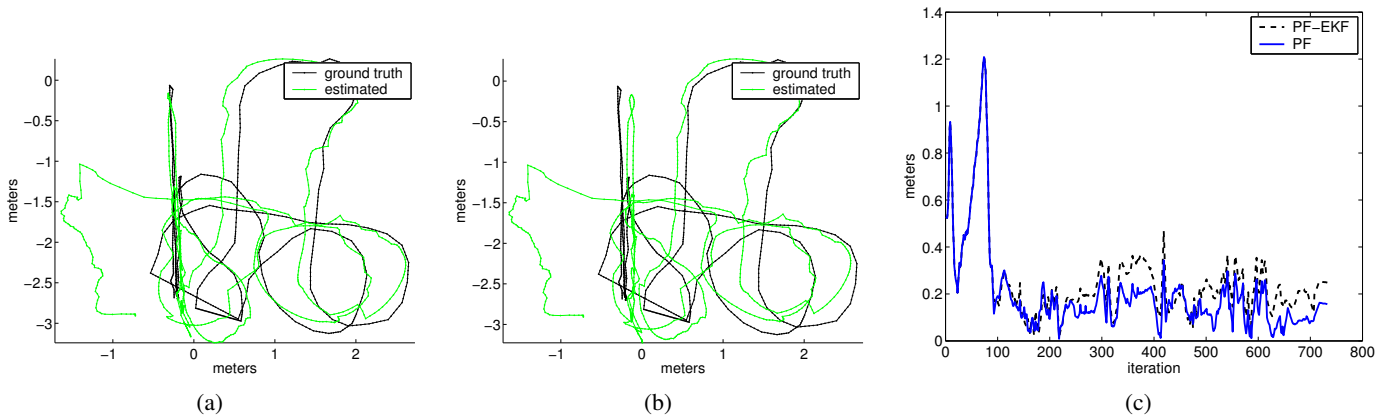 0
−0.5
−1
−1.5
−2
−2.5
−3
meters
−1
0
1
2
meters
ground truth
estimated
(a)
0
−0.5
−1
−1.5
−2
−2.5
−3
meters
−1
0
1
2
meters
ground truth
estimated
(b)
1.4
1.2
1
0.8
0.6
0.4
0.2
0
meters
0
100
200
300
400
500
600
700
800
iteration
PF−EKF
PF
(c)